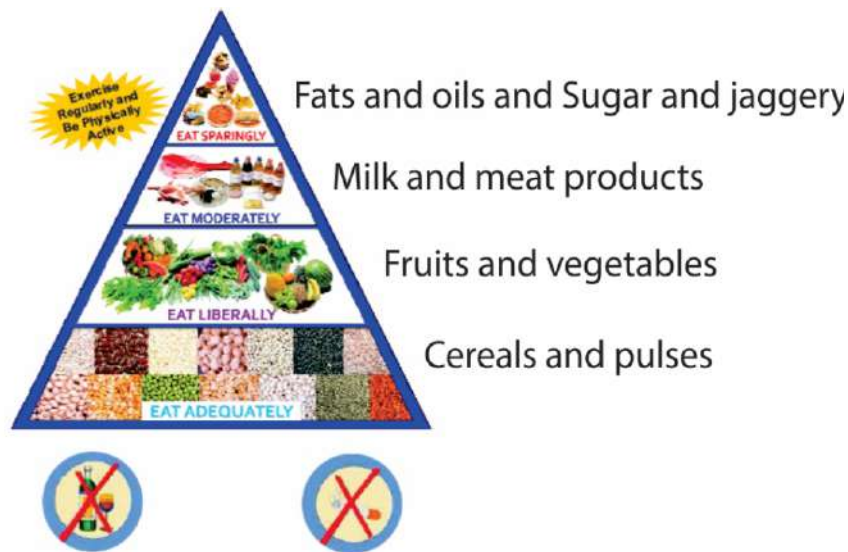 Exercise
Regularly and
Be Physically
Active
EAT SPARINGLY
Fats and oils and Sugar and jaggery
EAT MODERATELY
Milk and meat products
EAT LIBERALLY
Fruits and vegetables
EAT ADEQUATELY
Cereals and pulses